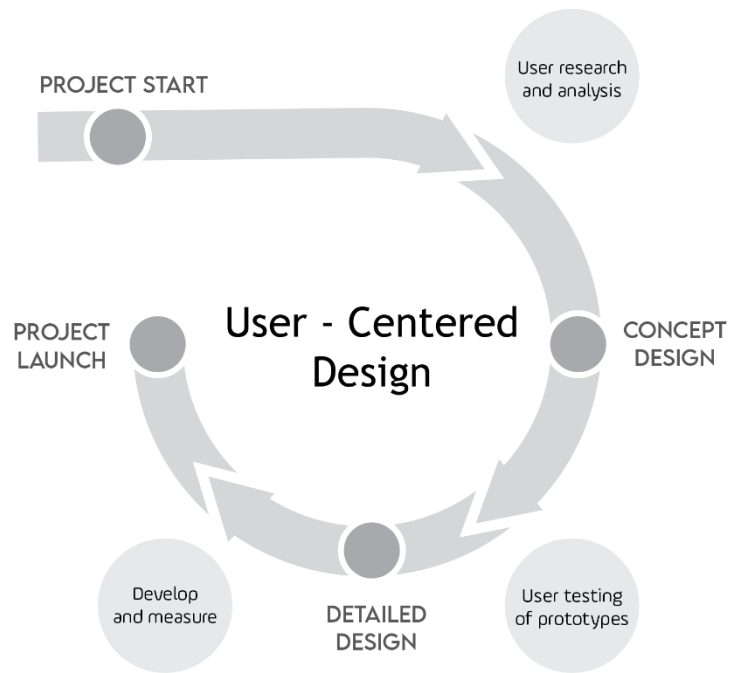 PROJECT START
User research
and analysis
User - Centered
Design
CONCEPT
DESIGN
User testing
of prototypes
DETAILED
DESIGN
Develop
and measure
PROJECT
LAUNCH